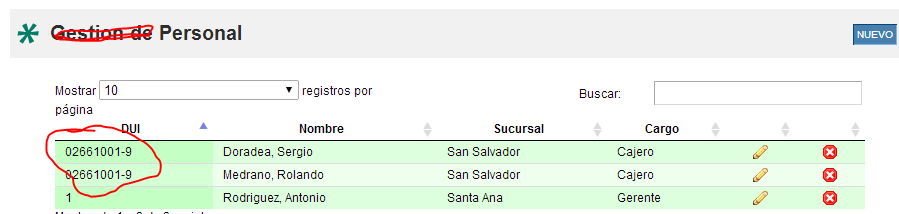 Gestion de Personal
NUEVO
Mostrar 10 registros por página
Buscar:
DUI Nombre Sucursal Cargo
02661001-9 Doradea, Sergio San Salvador Cajero
02661001-9 Medrano, Rolando San Salvador Cajero
1 Rodriguez, Antonio Santa Ana Gerente